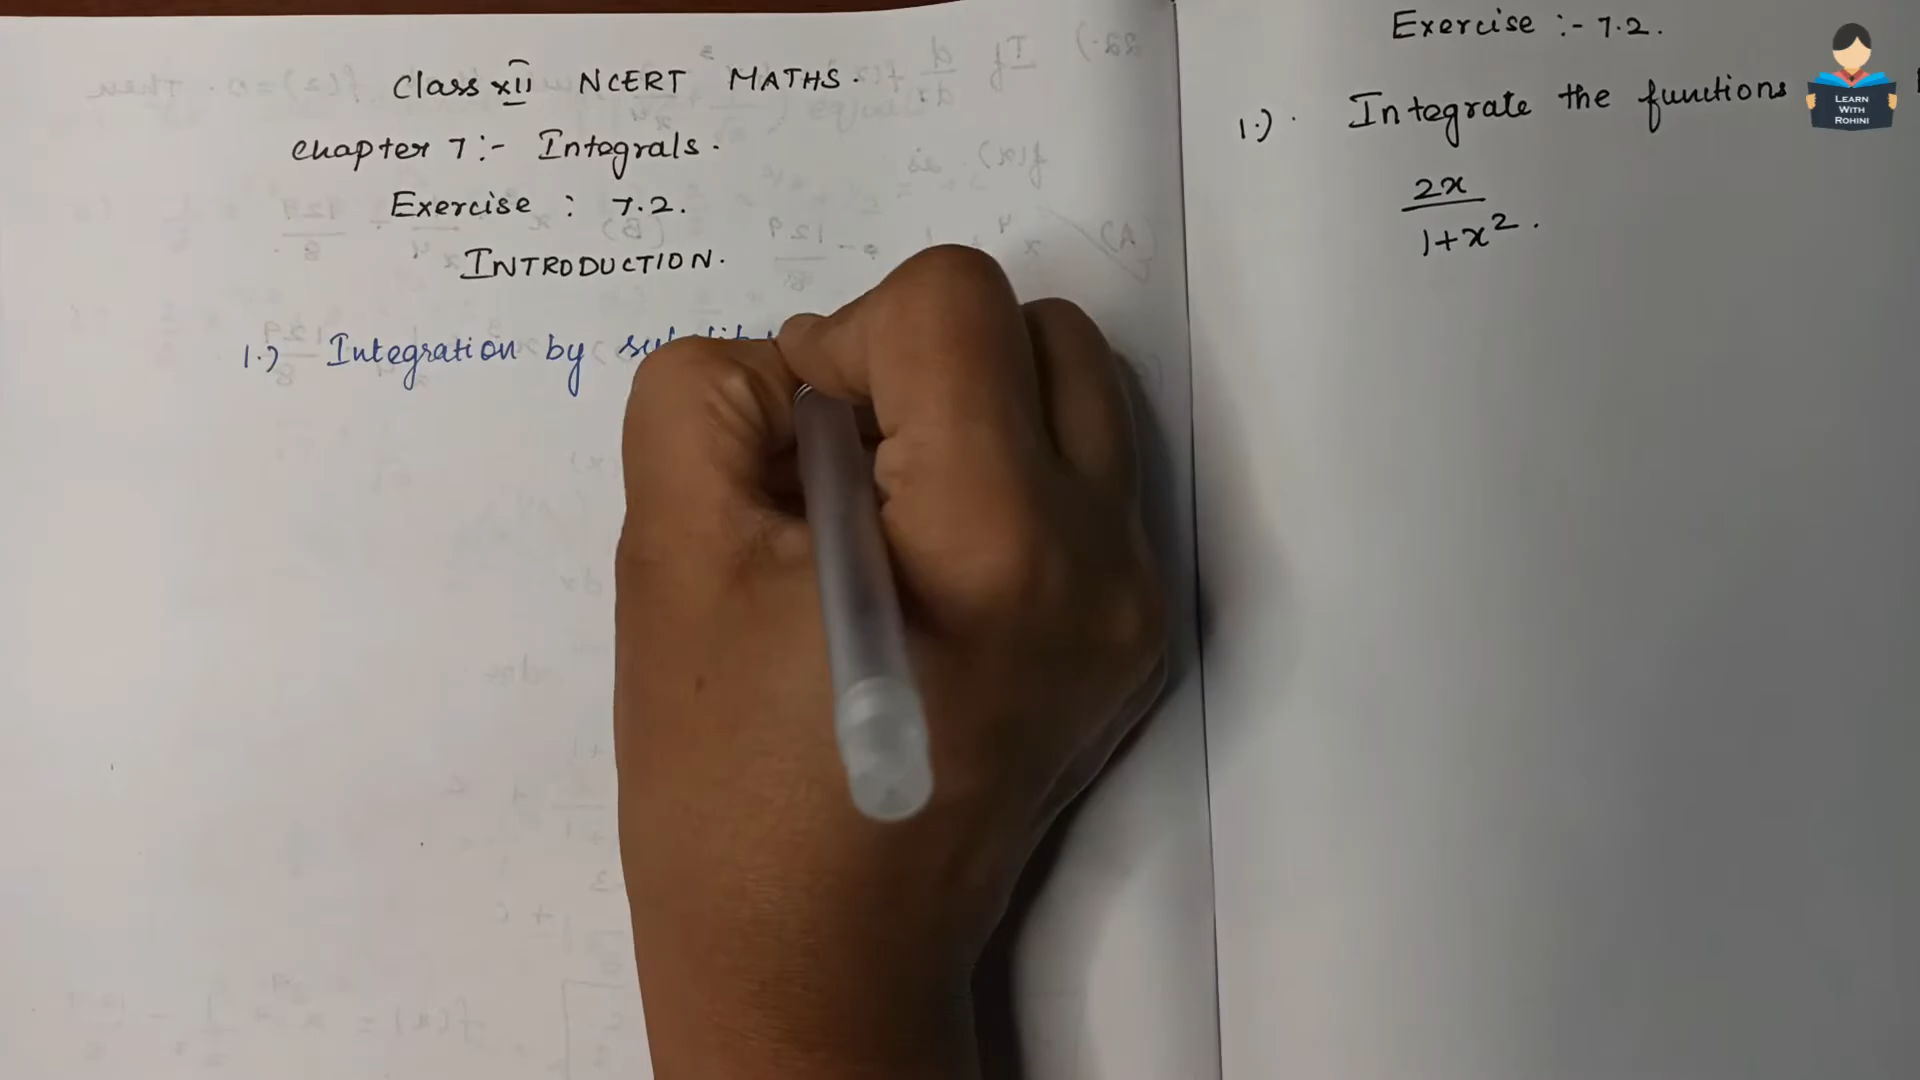 Class XII NCERT MATHS.
Chapter 7:- Integrals.
Exercise : 7.2.
INTRODUCTION.
1.) Integration by
Exercise :- 7.2.
1.). Integrate the functions
2x
1+x².
LEARN
WITH
ROHINI